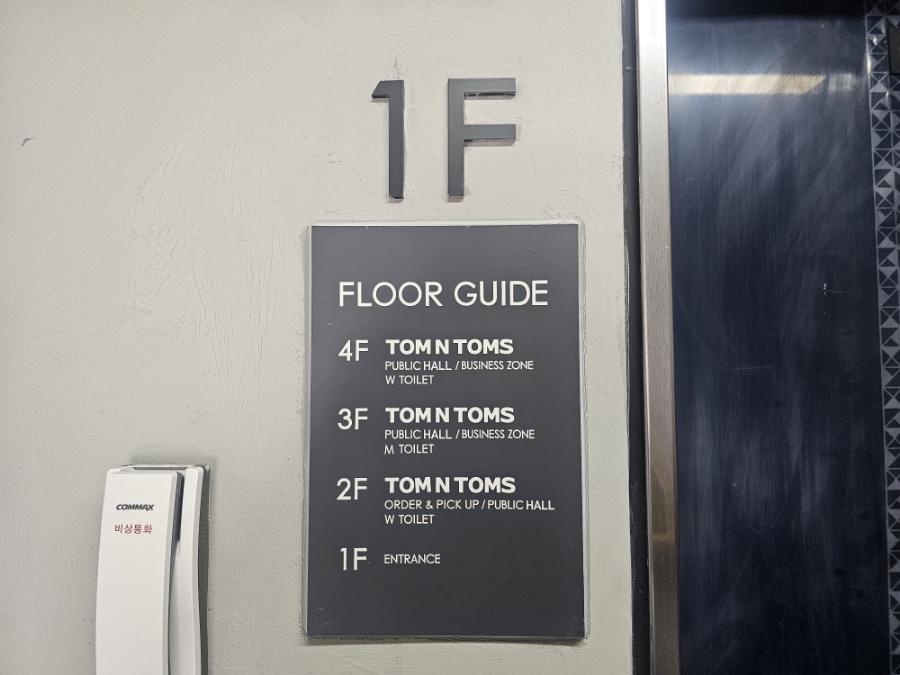 1F
FLOOR GUIDE
4F TOM N TOMS
PUBLIC HALL / BUSINESS ZONE
W TOILET
3F TOM N TOMS
PUBLIC HALL / BUSINESS ZONE
M TOILET
2F TOM N TOMS
ORDER & PICK UP / PUBLIC HALL
W TOILET
1F ENTRANCE
COMMAX
비상통화